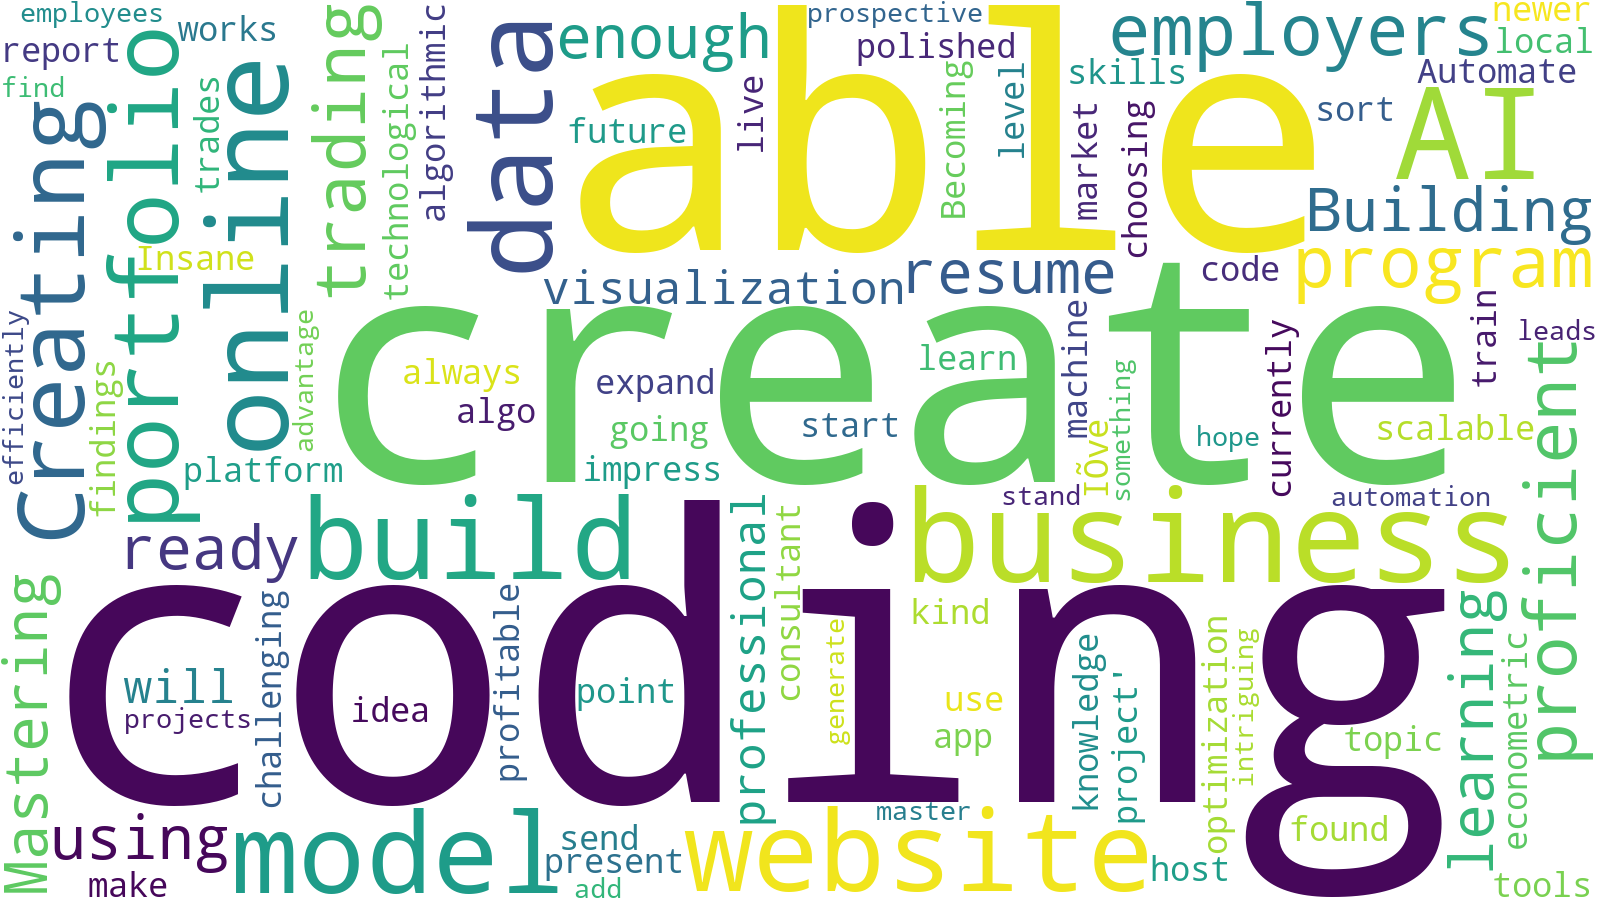 employees
works
report
find
portfolio
creating
online
trades
Insane
trading
technological
algorithmic
data
enough
future
able
prospective
polished
live
Becoming
level
market
choosing
employers
skills
newer
local
Automate
sort
AI
Building
program
code
resume
visualization
create
efficiently
findings
advantage
platform
always
algo
expand
going
impress
start
learn
machine
something
IÕve
hope
currently
train
leads
scalable
automation
stand
proficient
ready
build
business
professional
consultant
coding
Mastering
will
projects
challenging
idea
profitable
point
generate
kind
use
app
knowledge
project'
optimization
intriguing
topic
found
learning
econometric
using
make
model
send
present
add
website
master
host
tools